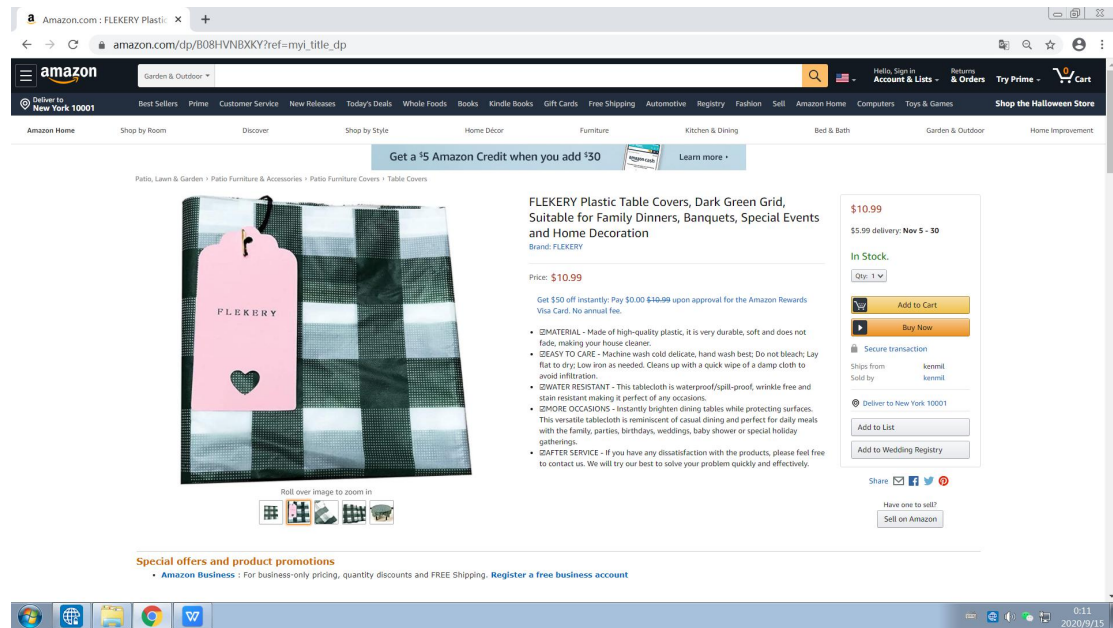 Amazon.com : FLEKERY Plastic
amazon.com/dp/B08HVNBXKY?ref=myi_title_dp
amazon
Garden & Outdoor
Hello, Sign in
Account & Lists
Returns
& Orders
Try Prime
0
Cart
Deliver to
New York 10001
Best Sellers Prime Customer Service New Releases Today's Deals Whole Foods Books Kindle Books Gift Cards Free Shipping Automotive Registry Fashion Sell Amazon Home Computers Toys & Games
Shop the Halloween Store
Amazon Home Shop by Room Discover Shop by Style Home Décor Furniture Kitchen & Dining Bed & Bath Garden & Outdoor Home Improvement
Get a $5 Amazon Credit when you add $30
amazon cash
Learn more ›
Patio, Lawn & Garden › Patio Furniture & Accessories › Patio Furniture Covers › Table Covers
FLEKERY
Roll over image to zoom in
FLEKERY Plastic Table Covers, Dark Green Grid,
Suitable for Family Dinners, Banquets, Special Events
and Home Decoration
Brand: FLEKERY
Price: $10.99
Get $50 off instantly: Pay $0.00 $10.99 upon approval for the Amazon Rewards
Visa Card. No annual fee.
• ☑MATERIAL - Made of high-quality plastic, it is very durable, soft and does not
fade, making your house cleaner.
• ☑EASY TO CARE - Machine wash cold delicate, hand wash best; Do not bleach; Lay
flat to dry; Low iron as needed. Cleans up with a quick wipe of a damp cloth to
avoid infiltration.
• ☑WATER RESISTANT - This tablecloth is waterproof/spill-proof, wrinkle free and
stain resistant making it perfect of any occasions.
• ☑MORE OCCASIONS - Instantly brighten dining tables while protecting surfaces.
This versatile tablecloth is reminiscent of casual dining and perfect for daily meals
with the family, parties, birthdays, weddings, baby shower or special holiday
gatherings.
• ☑AFTER SERVICE - If you have any dissatisfaction with the products, please feel free
to contact us. We will try our best to solve your problem quickly and effectively.
$10.99
$5.99 delivery: Nov 5 - 30
In Stock.
Qty: 1
Add to Cart
Buy Now
Secure transaction
Ships from kenmil
Sold by kenmil
Deliver to New York 10001
Add to List
Add to Wedding Registry
Share
Have one to sell?
Sell on Amazon
Special offers and product promotions
• Amazon Business : For business-only pricing, quantity discounts and FREE Shipping. Register a free business account
0:11
2020/9/15